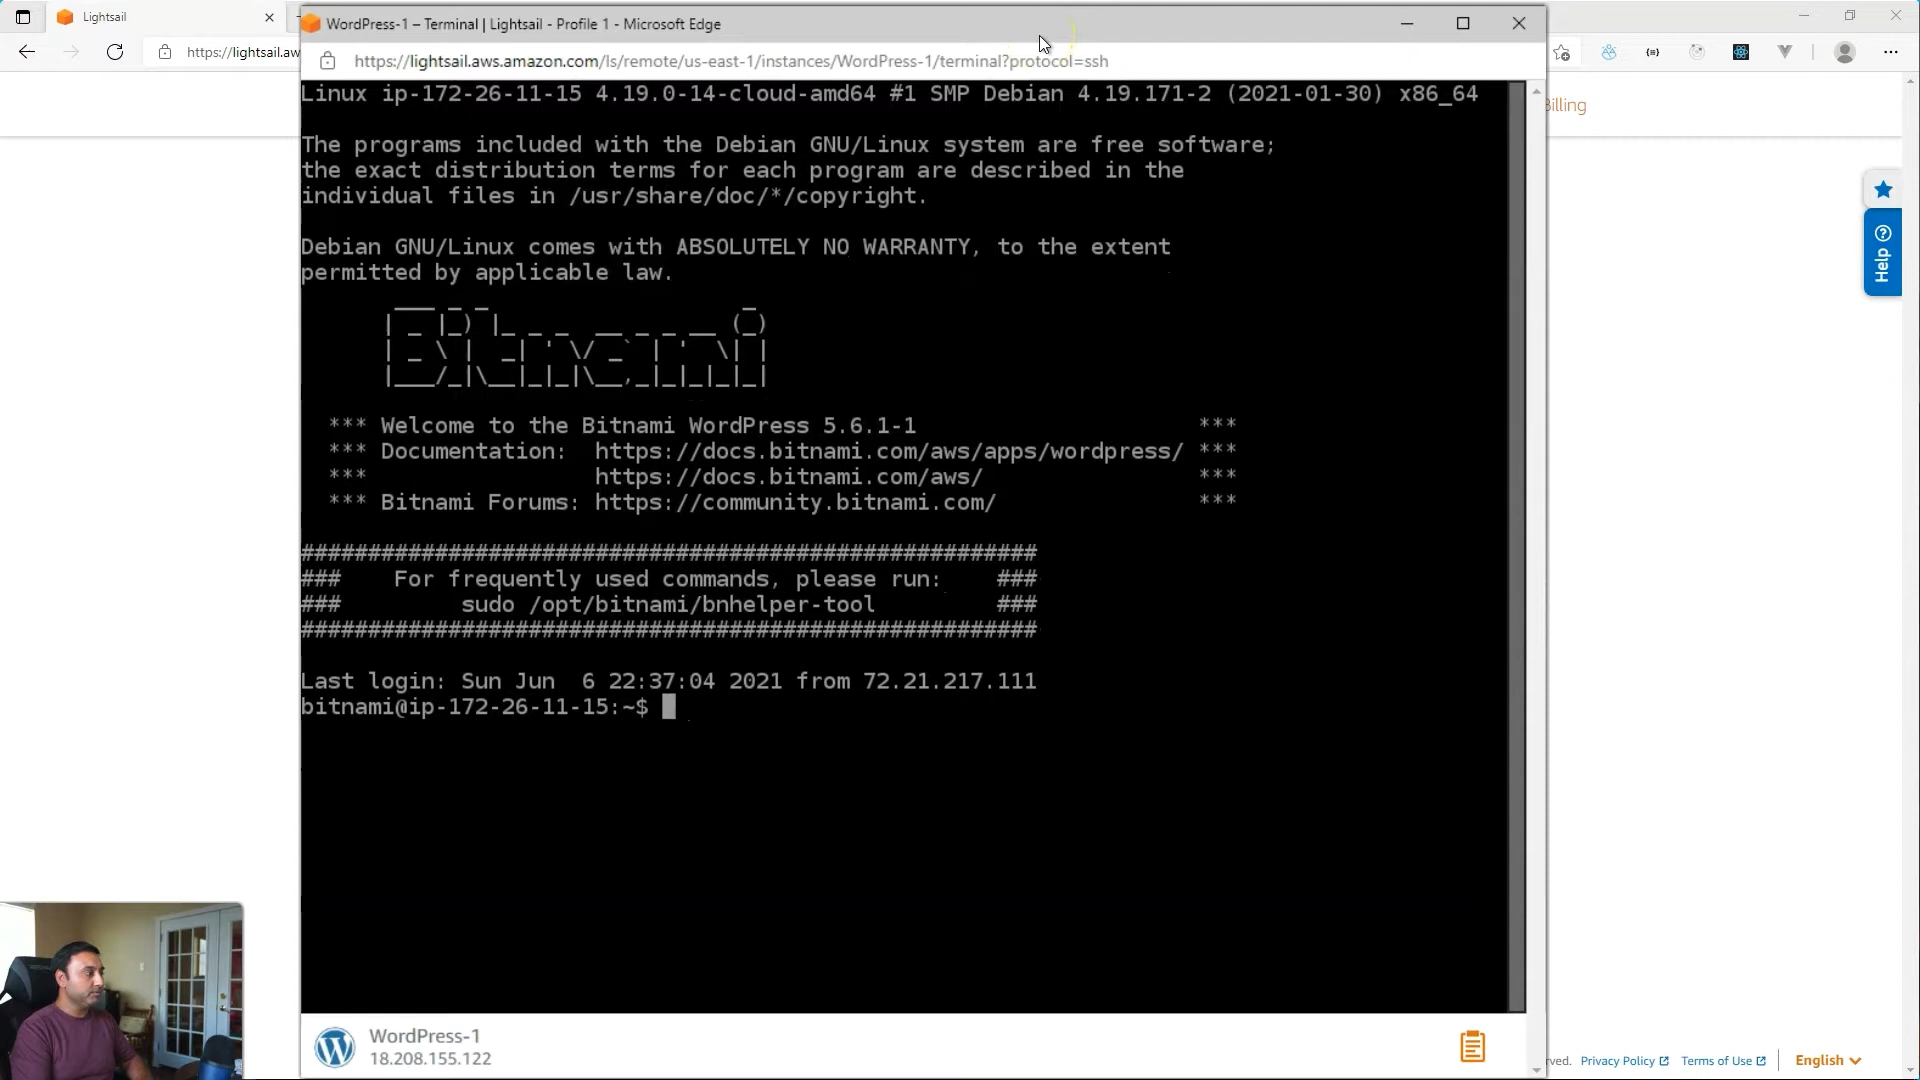 Lightsail
WordPress-1 – Terminal | Lightsail - Profile 1 - Microsoft Edge
https://lightsail.aw
https://lightsail.aws.amazon.com/ls/remote/us-east-1/instances/WordPress-1/terminal?protocol=ssh
Billing
Linux ip-172-26-11-15 4.19.0-14-cloud-amd64 #1 SMP Debian 4.19.171-2 (2021-01-30) x86_64
The programs included with the Debian GNU/Linux system are free software;
the exact distribution terms for each program are described in the
individual files in /usr/share/doc/*/copyright.
Help
Debian GNU/Linux comes with ABSOLUTELY NO WARRANTY, to the extent
permitted by applicable law.
Bitnami
*** Welcome to the Bitnami WordPress 5.6.1-1 ***
*** Documentation: https://docs.bitnami.com/aws/apps/wordpress/ ***
*** https://docs.bitnami.com/aws/ ***
*** Bitnami Forums: https://community.bitnami.com/ ***
#######################################################
### For frequently used commands, please run: ###
### sudo /opt/bitnami/bnhelper-tool ###
#######################################################
Last login: Sun Jun 6 22:37:04 2021 from 72.21.217.111
bitnami@ip-172-26-11-15:~$
WordPress-1
18.208.155.122
rved. Privacy Policy Terms of Use English